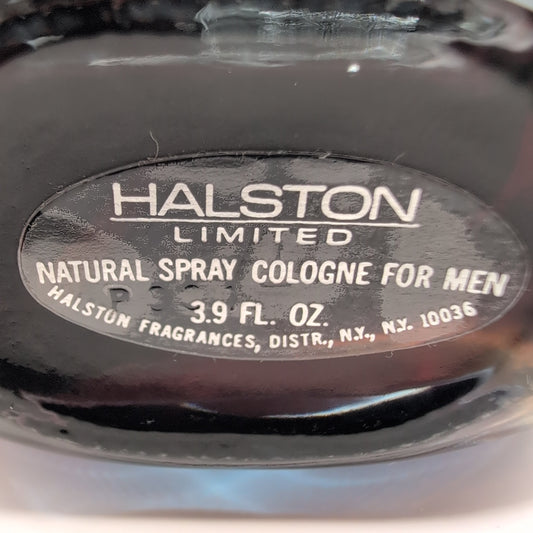 HALSTON
LIMITED
NATURAL SPRAY COLOGNE FOR MEN
3.9 FL. OZ.
HALSTON FRAGRANCES, DISTR., N.Y., N.Y. 10036